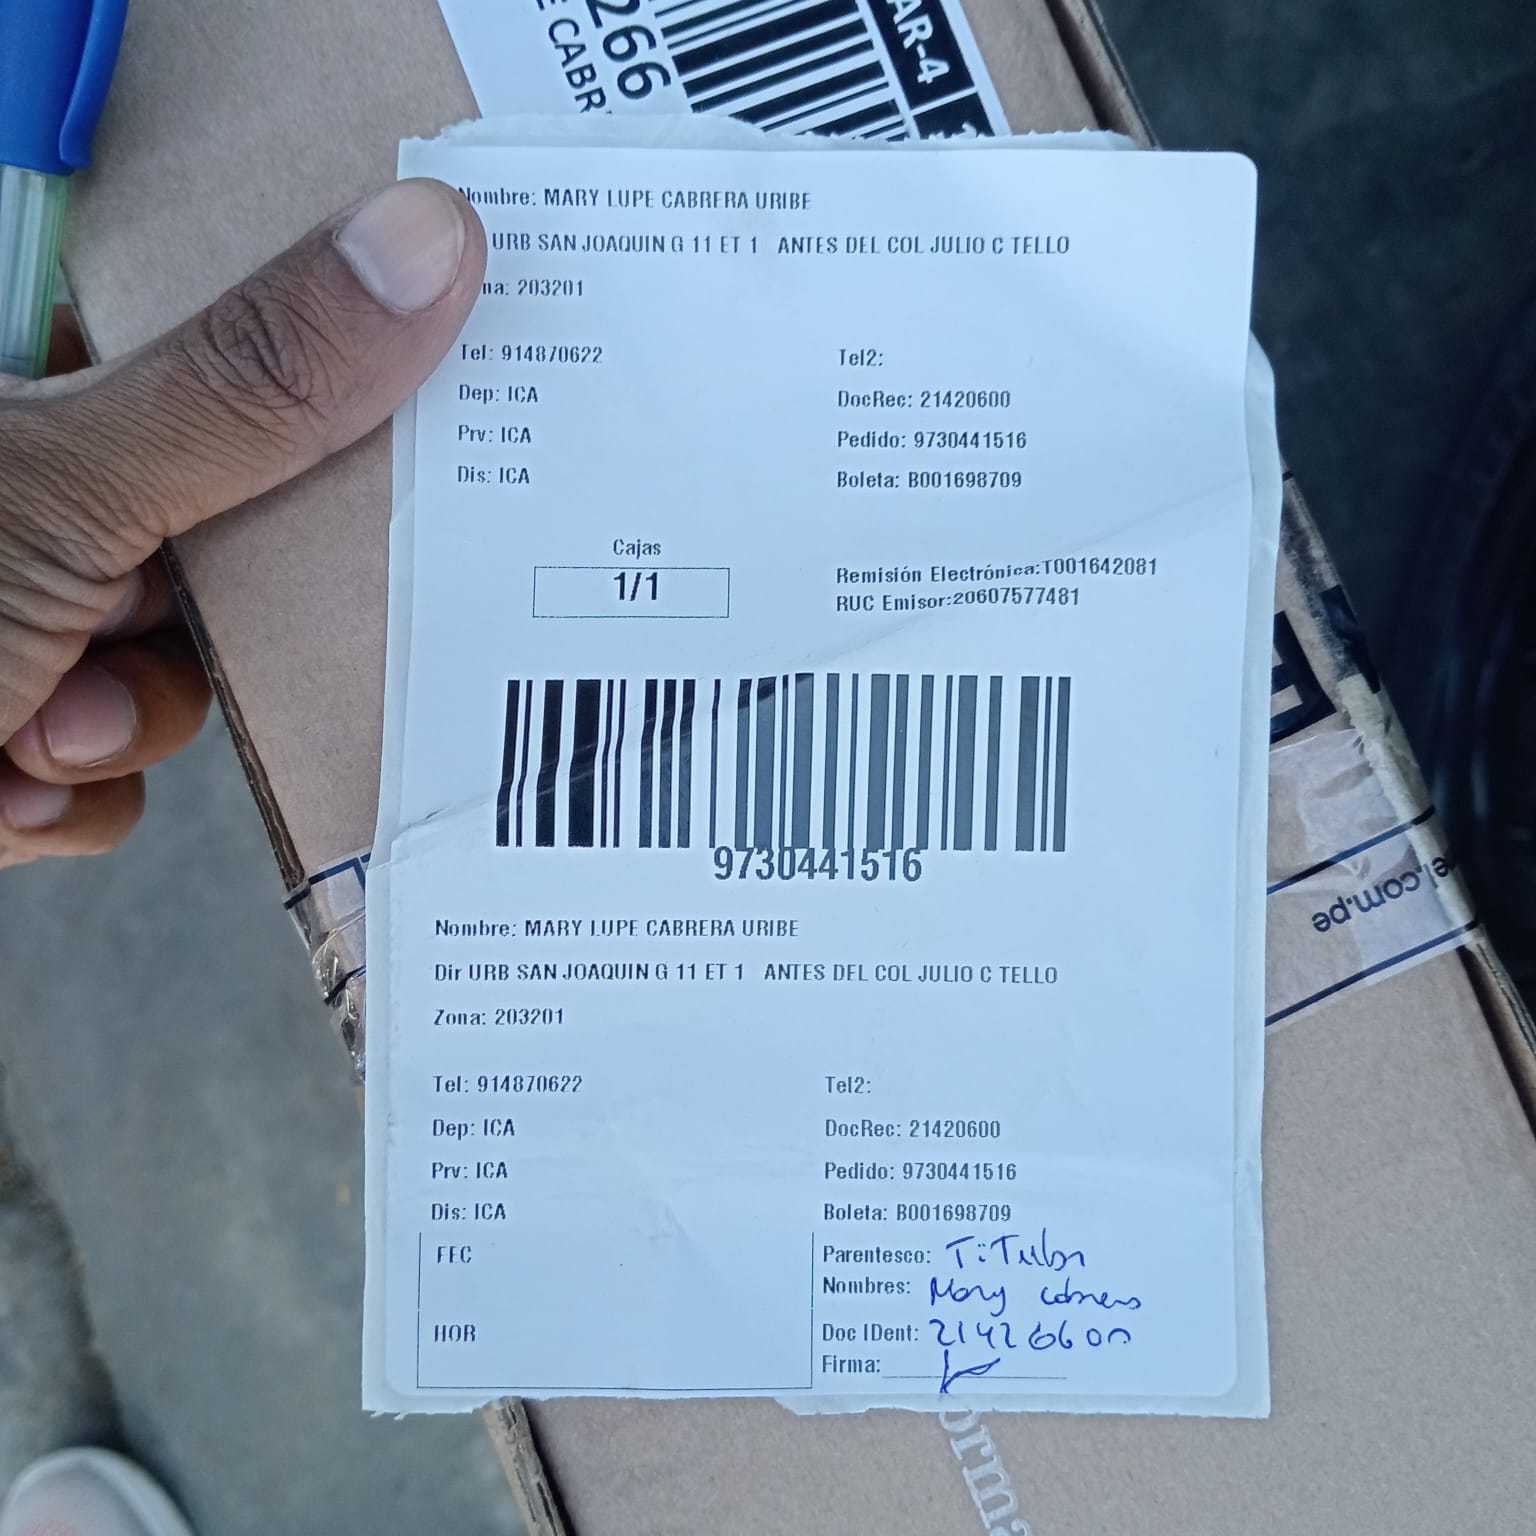 AR-4
266
E CABR
Nombre: MARY LUPE CABRERA URIBE
URB SAN JOAQUIN G 11 ET 1 ANTES DEL COL JULIO C TELLO
na: 203201
Tel: 914870622 Tel2:
Dep: ICA DocRec: 21420600
Prv: ICA Pedido: 9730441516
Dis: ICA Boleta: B001698709
Cajas
1/1
Remisión Electrónica:T001642081
RUC Emisor:20607577481
9730441516
Nombre: MARY LUPE CABRERA URIBE
Dir URB SAN JOAQUIN G 11 ET 1 ANTES DEL COL JULIO C TELLO
Zona: 203201
Tel: 914870622 Tel2:
Dep: ICA DocRec: 21420600
Prv: ICA Pedido: 9730441516
Dis: ICA Boleta: B001698709
FEC
HOR
Parentesco: Titular
Nombres: Mary Cabrera
Doc IDent: 21420600
Firma:
el.com.pe
orma